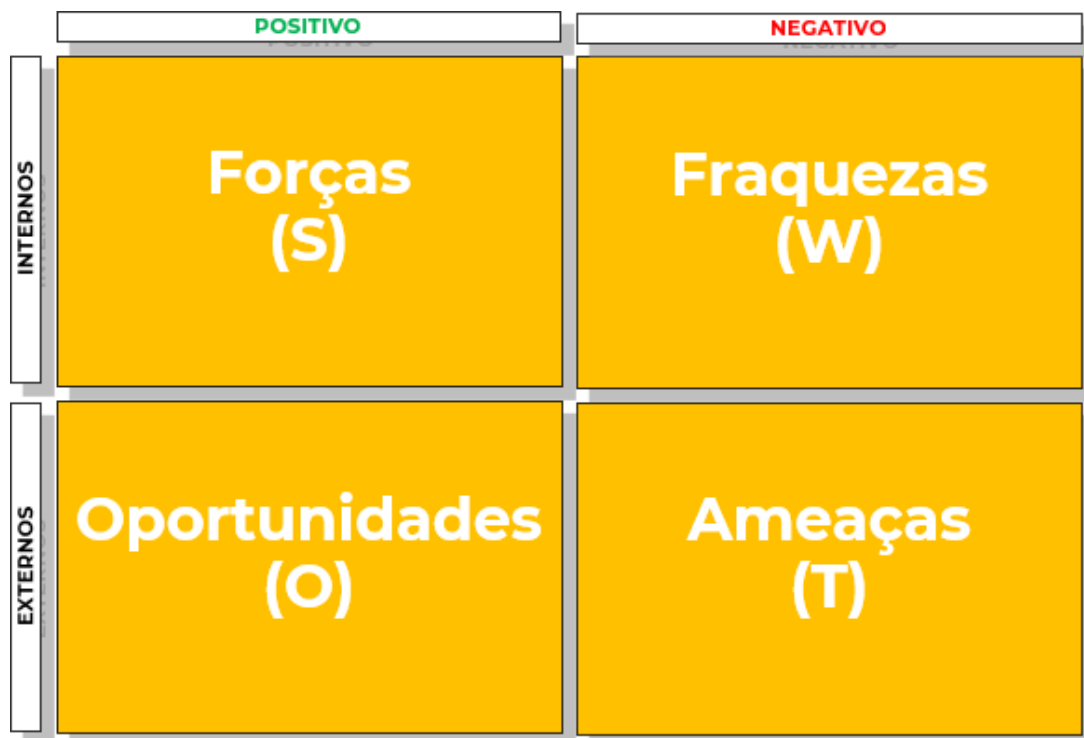 POSITIVO
NEGATIVO
INTERNOS
Forças
(S)
Fraquezas
(W)
EXTERNOS
Oportunidades
(O)
Ameaças
(T)